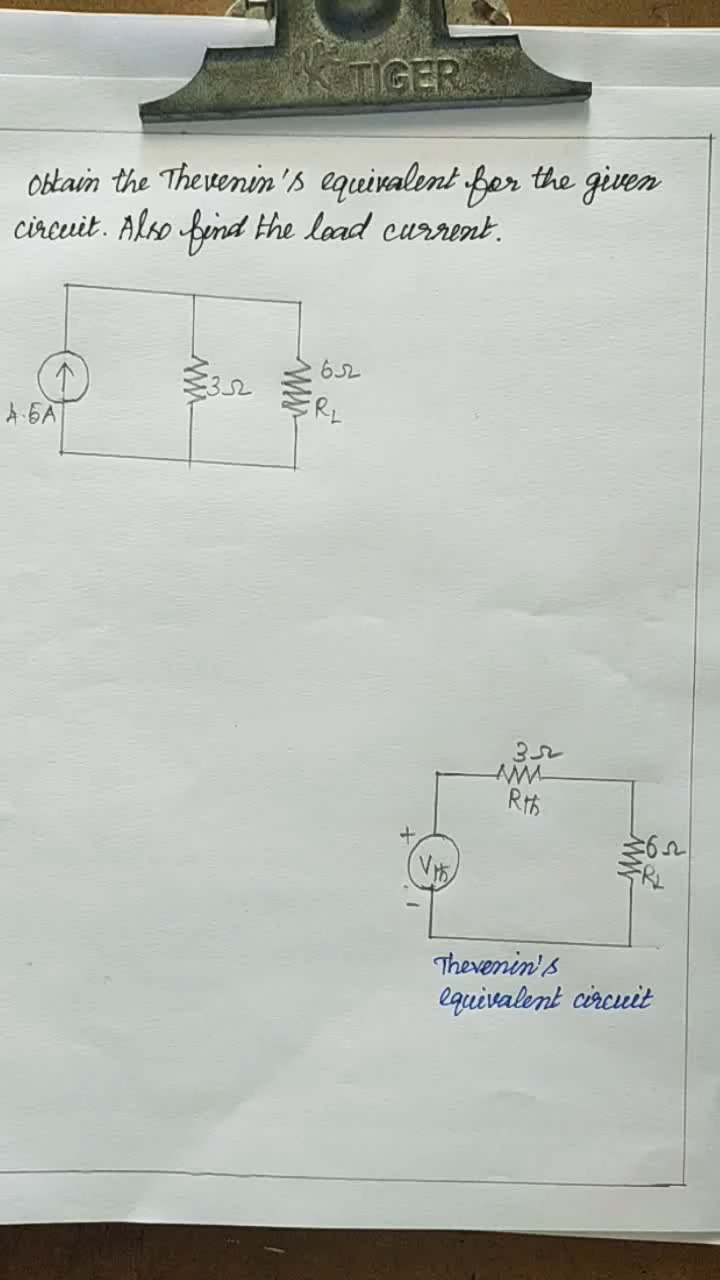 TIGER
Obtain the Thevenin's equivalent for the given
circuit. Also find the load current.
6Ω
3Ω
4.5A
RL
3Ω
Rth
+
6Ω
Vth
RL
-
Thevenin's
equivalent circuit